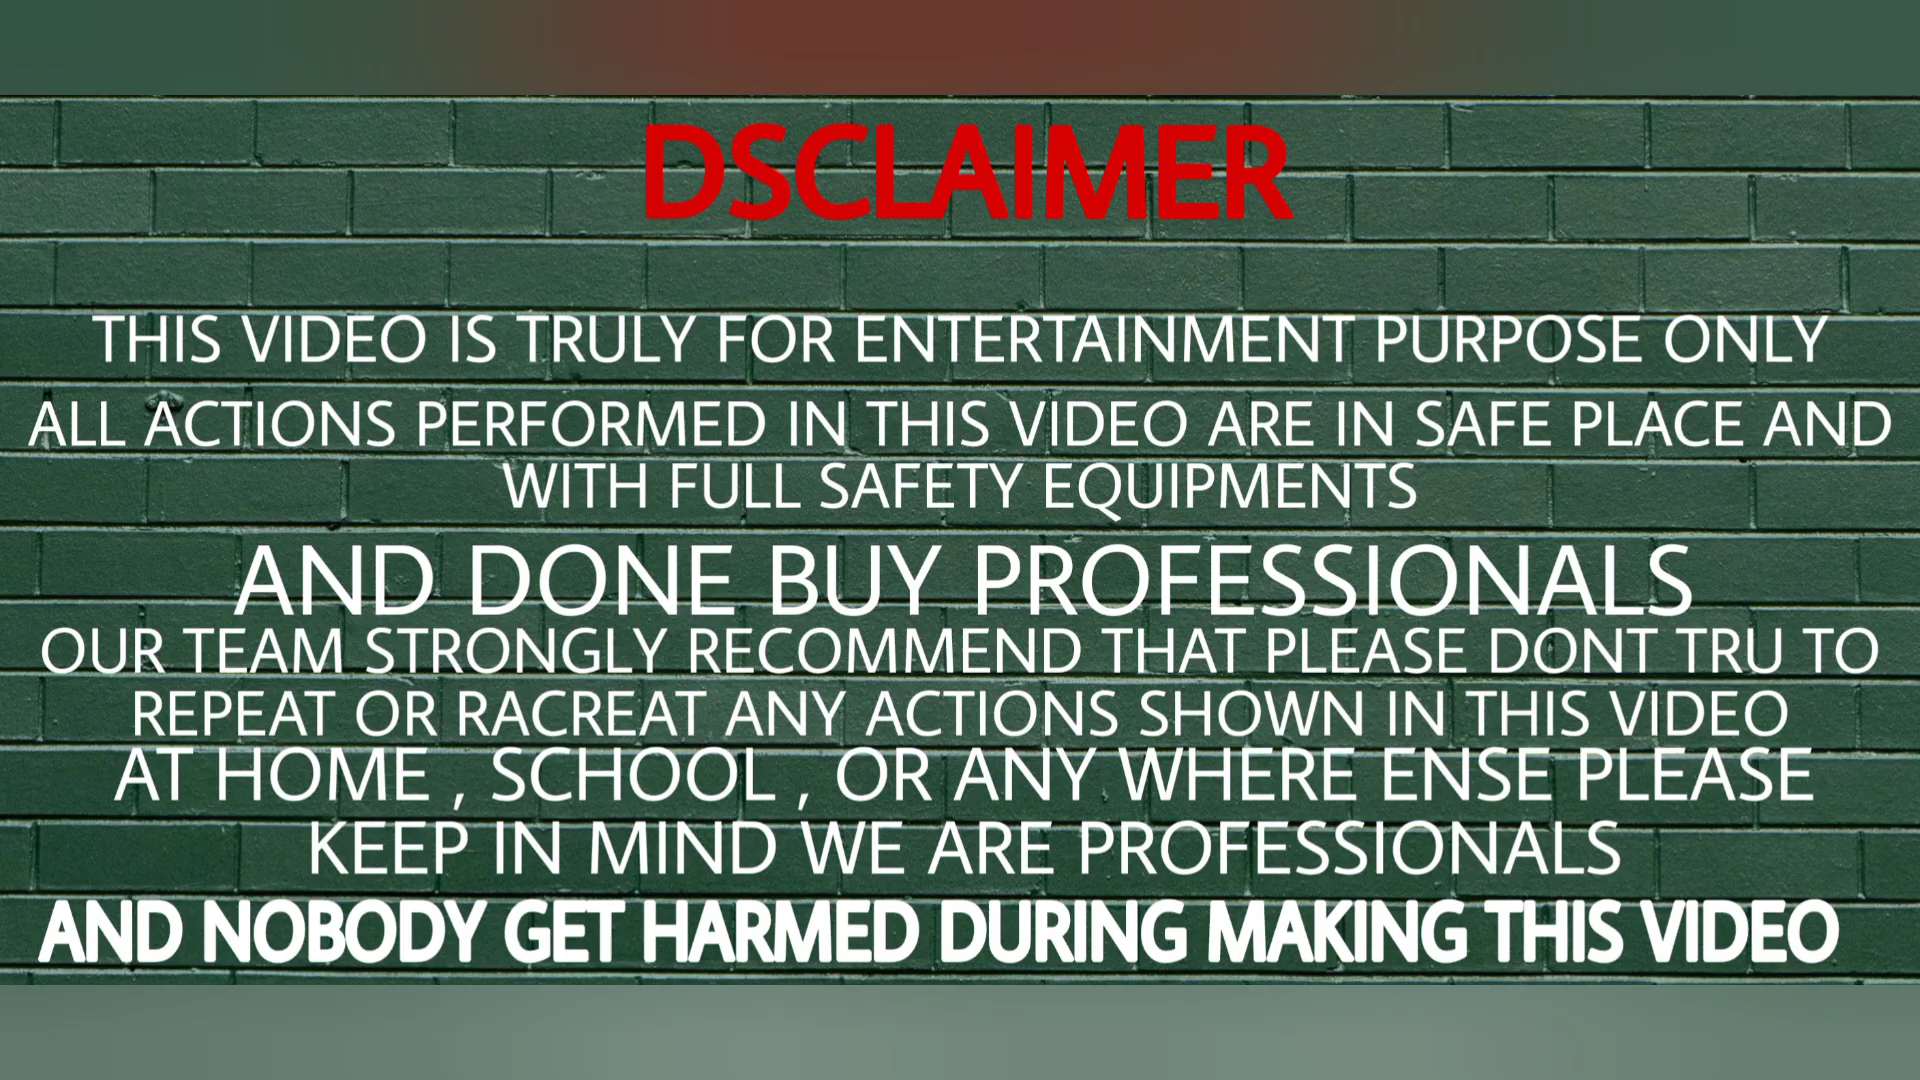 DSCLAIMER
THIS VIDEO IS TRULY FOR ENTERTAINMENT PURPOSE ONLY
ALL ACTIONS PERFORMED IN THIS VIDEO ARE IN SAFE PLACE AND
WITH FULL SAFETY EQUIPMENTS
AND DONE BUY PROFESSIONALS
OUR TEAM STRONGLY RECOMMEND THAT PLEASE DONT TRU TO
REPEAT OR RACREAT ANY ACTIONS SHOWN IN THIS VIDEO
AT HOME , SCHOOL , OR ANY WHERE ENSE PLEASE
KEEP IN MIND WE ARE PROFESSIONALS
AND NOBODY GET HARMED DURING MAKING THIS VIDEO